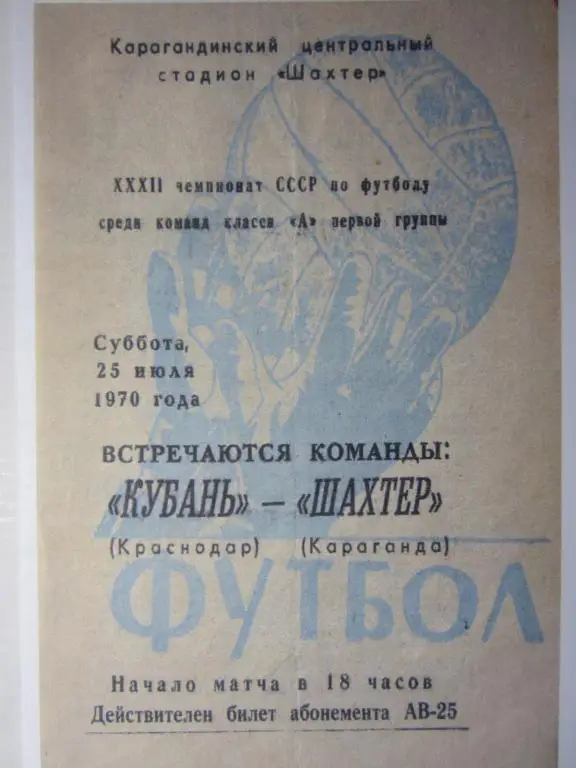 Карагандинский центральный
стадион «Шахтер»
XXXII чемпионат СССР по футболу
среди команд класса «А» первой группы
Суббота,
25 июля
1970 года
ВСТРЕЧАЮТСЯ КОМАНДЫ:
«КУБАНЬ» — «ШАХТЕР»
(Краснодар) (Караганда)
ФУТБОЛ
Начало матча в 18 часов
Действителен билет абонемента АВ-25